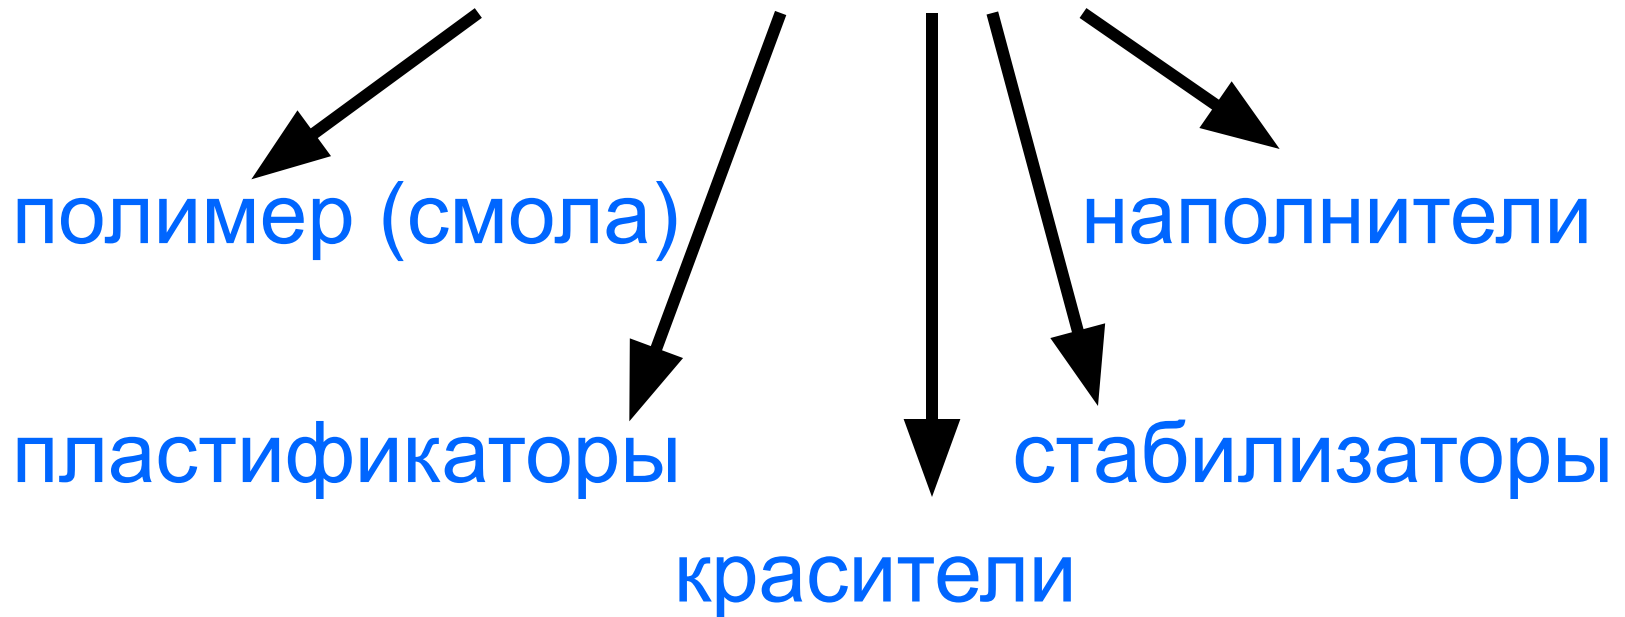 полимер (смола) наполнители
пластификаторы стабилизаторы
красители